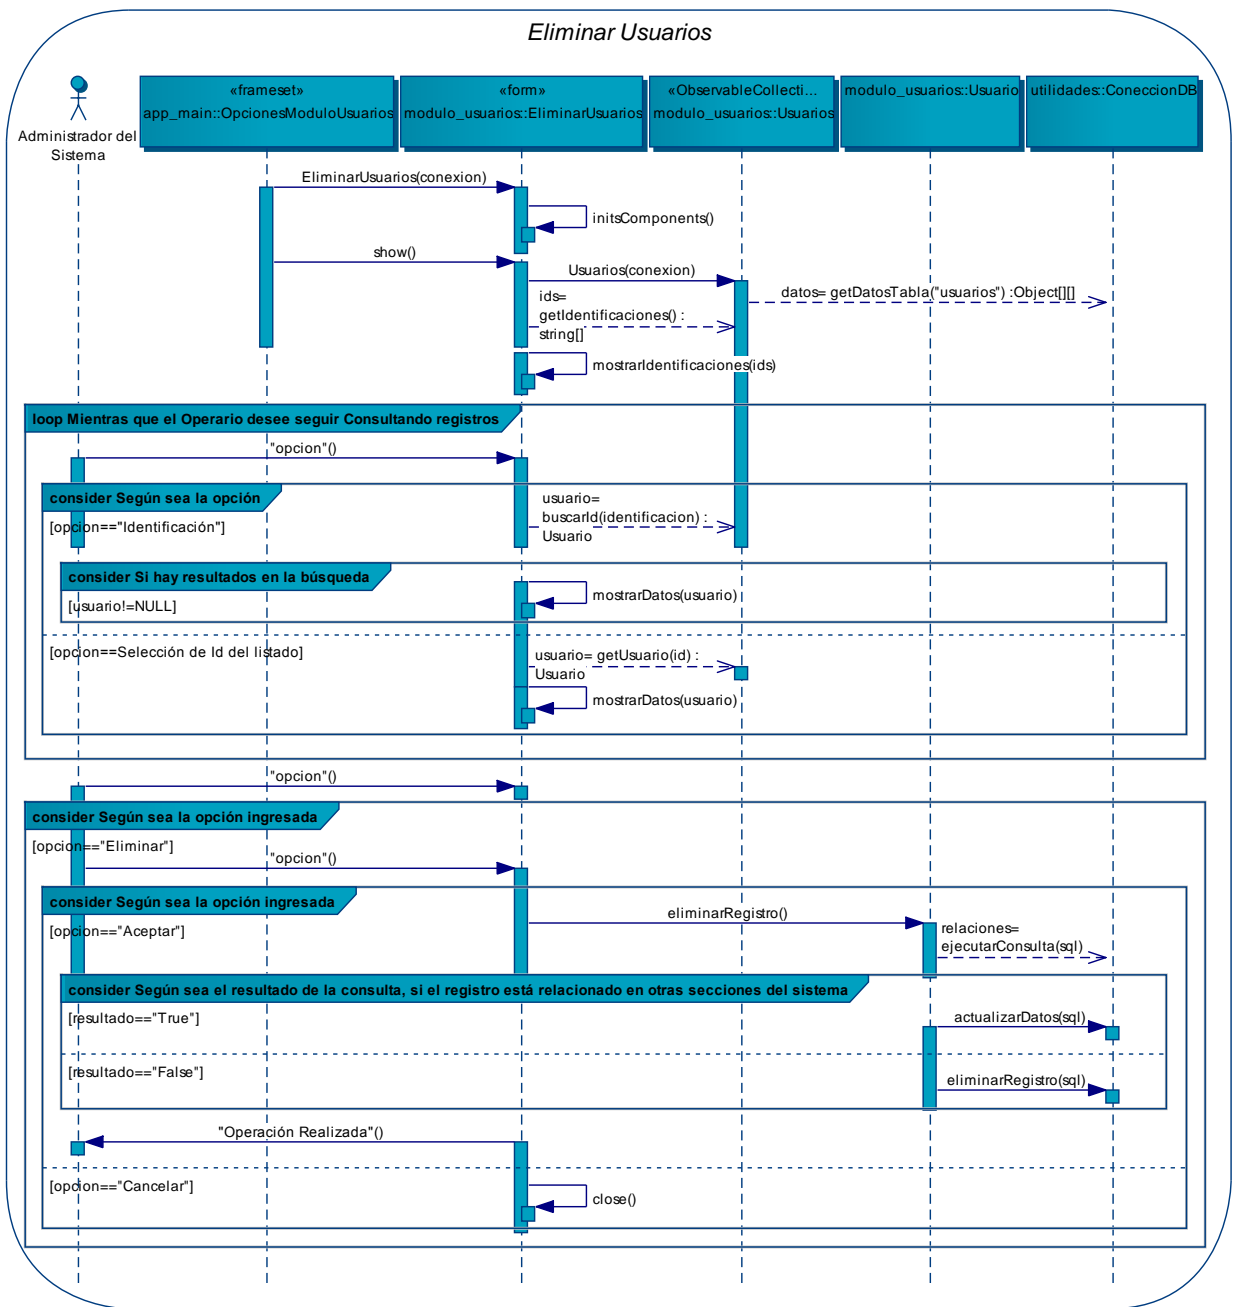 Eliminar Usuarios
Administrador del
Sistema
«frameset»
app_main::OpcionesModuloUsuarios
«form»
modulo_usuarios::EliminarUsuarios
«ObservableCollecti...
modulo_usuarios::Usuarios
modulo_usuarios::Usuario
utilidades::ConeccionDB
EliminarUsuarios(conexion)
initsComponents()
show()
Usuarios(conexion)
datos= getDatosTabla("usuarios") :Object[][]
ids=
getIdentificaciones() :
string[]
mostrarIdentificaciones(ids)
loop Mientras que el Operario desee seguir Consultando registros
"opcion"()
consider Según sea la opción
[opcion=="Identificación"]
usuario=
buscarId(identificacion) :
Usuario
consider Si hay resultados en la búsqueda
[usuario!=NULL]
mostrarDatos(usuario)
[opcion==Selección de Id del listado]
usuario= getUsuario(id) :
Usuario
mostrarDatos(usuario)
"opcion"()
consider Según sea la opción ingresada
[opcion=="Eliminar"]
"opcion"()
consider Según sea la opción ingresada
[opcion=="Aceptar"]
eliminarRegistro()
relaciones=
ejecutarConsulta(sql)
consider Según sea el resultado de la consulta, si el registro está relacionado en otras secciones del sistema
[resultado=="True"]
actualizarDatos(sql)
[resultado=="False"]
eliminarRegistro(sql)
"Operación Realizada"()
[opcion=="Cancelar"]
close()